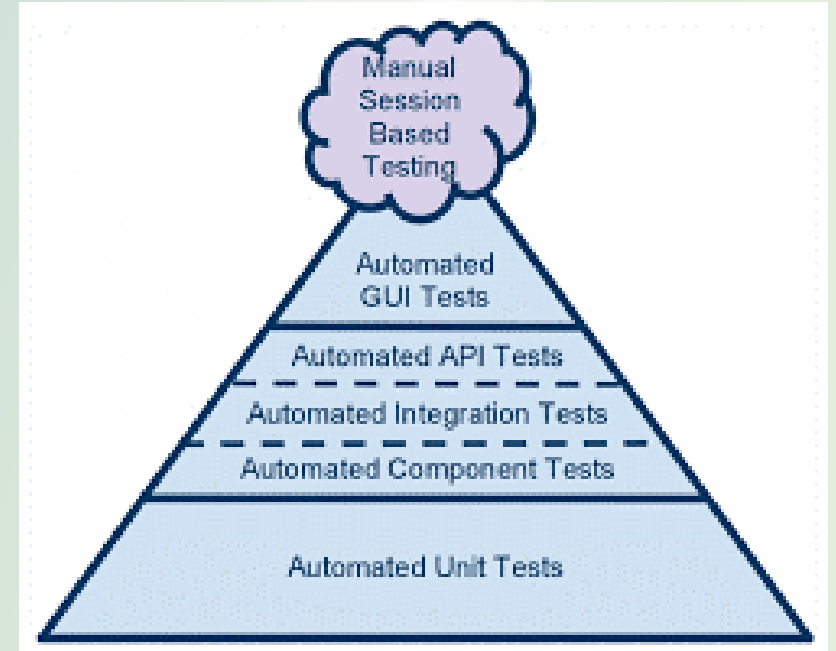 Manual
Session
Based
Testing
Automated
GUI Tests
Automated API Tests
Automated Integration Tests
Automated Component Tests
Automated Unit Tests